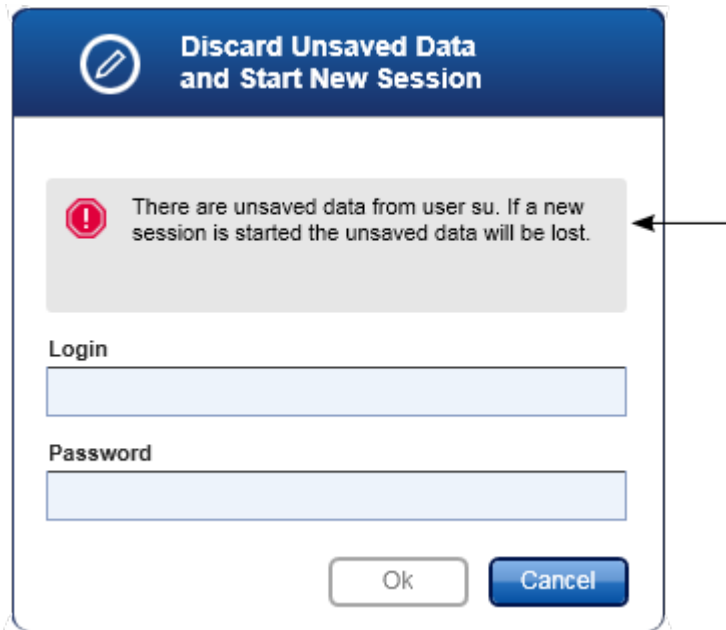 Discard Unsaved Data
and Start New Session
There are unsaved data from user su. If a new
session is started the unsaved data will be lost.
Login
Password
Ok
Cancel